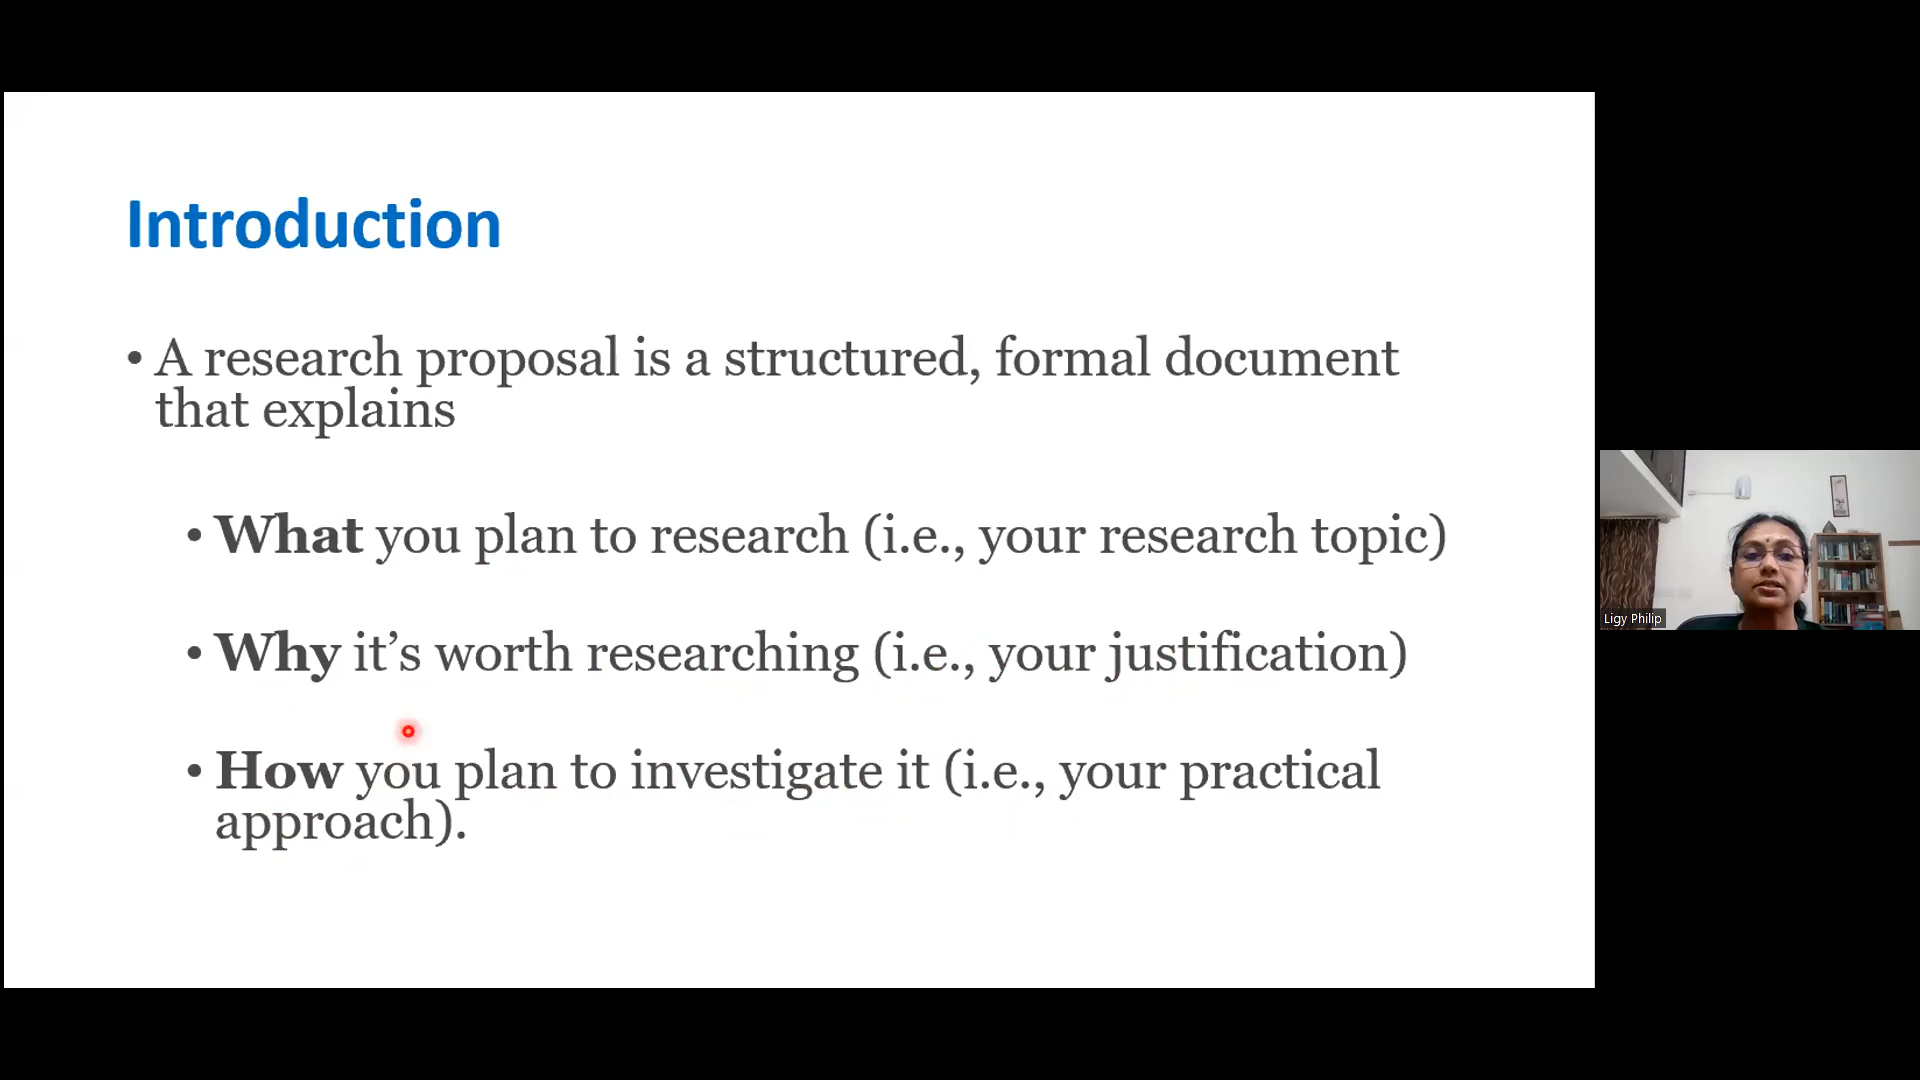 Introduction
• A research proposal is a structured, formal document
that explains
• What you plan to research (i.e., your research topic)
• Why it’s worth researching (i.e., your justification)
• How you plan to investigate it (i.e., your practical
approach).
Ligy Philip